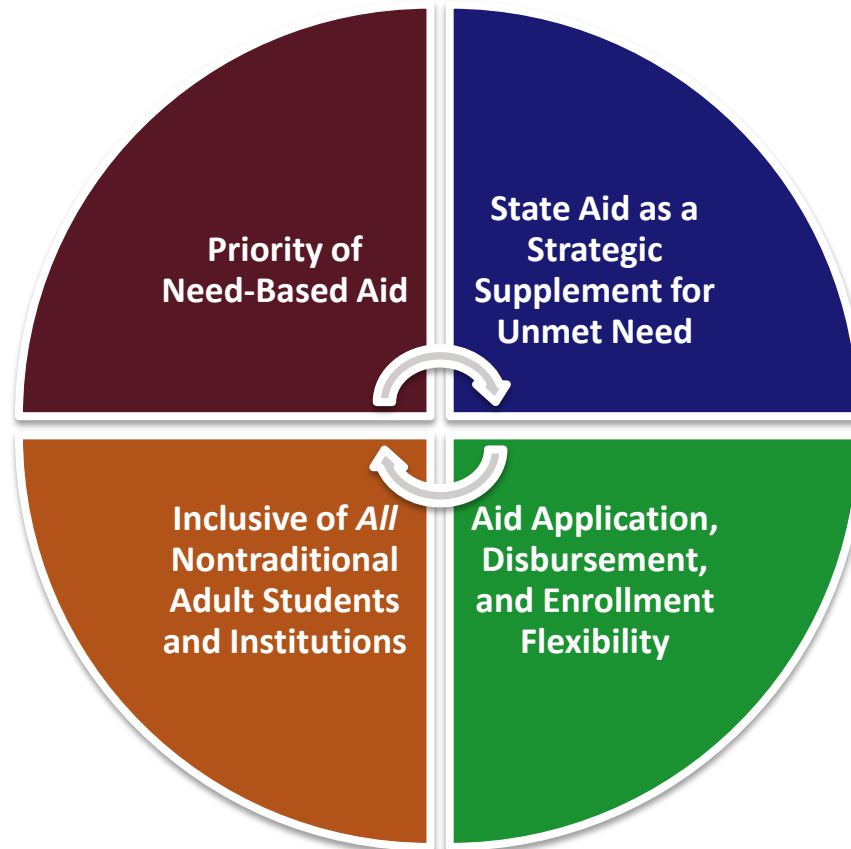 Priority of
Need-Based Aid
State Aid as a
Strategic
Supplement for
Unmet Need
Inclusive of All
Nontraditional
Adult Students
and Institutions
Aid Application,
Disbursement,
and Enrollment
Flexibility